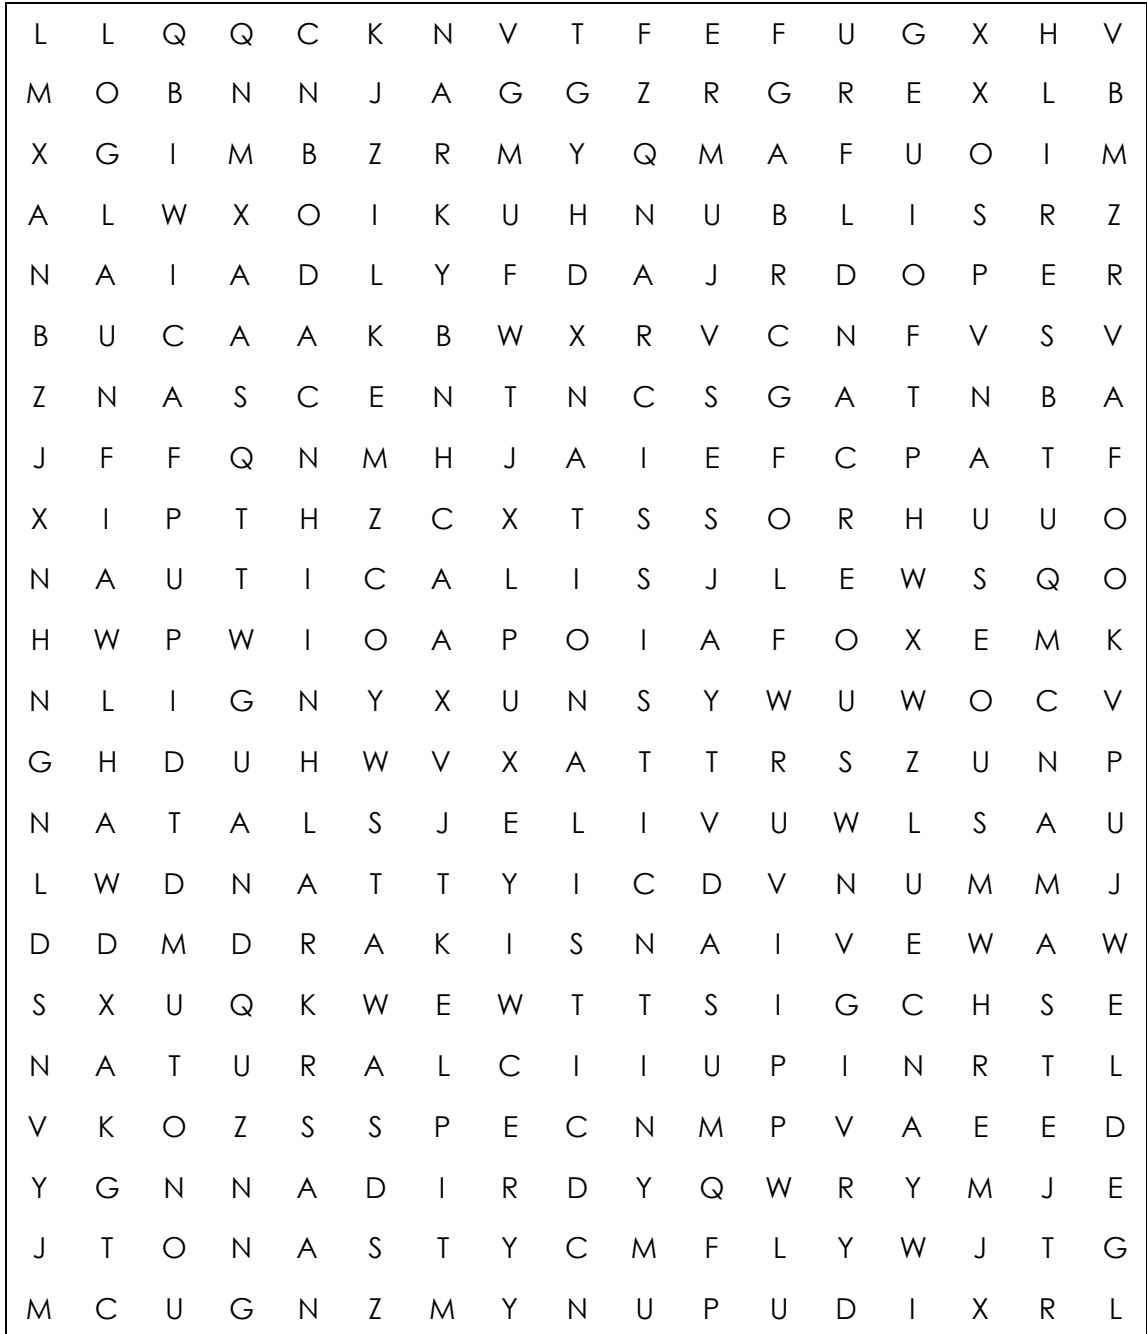 L L Q Q C K N V T F E F U G X H V
M O B N N J A G G Z R G R E X L B
X G I M B Z R M Y Q M A F U O I M
A L W X O I K U H N U B L I S R Z
N A I A D L Y F D A J R D O P E R
B U C A A K B W X R V C N F V S V
Z N A S C E N T N C S G A T N B A
J F F Q N M H J A I E F C P A T F
X I P T H Z C X T S S O R H U U O
N A U T I C A L I S J L E W S Q O
H W P W I O A P O I A F O X E M K
N L I G N Y X U N S Y W U W O C V
G H D U H W V X A T T R S Z U N P
N A T A L S J E L I V U W L S A U
L W D N A T T Y I C D V N U M M J
D D M D R A K I S N A I V E W A W
S X U Q K W E W T T S I G C H S E
N A T U R A L C I I U P I N R T L
V K O Z S S P E C N M P V A E E D
Y G N N A D I R D Y Q W R Y M J E
J T O N A S T Y C M F L Y W J T G
M C U G N Z M Y N U P U D I X R L